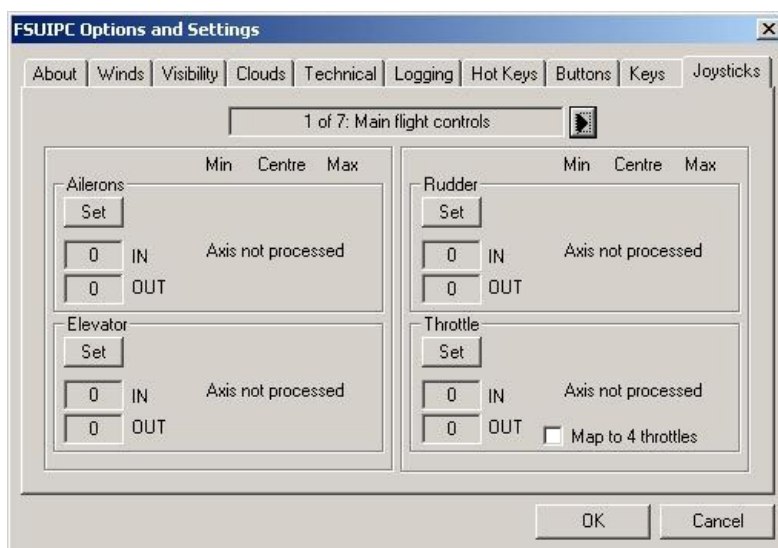 FSUIPC Options and Settings
About Winds Visibility Clouds Technical Logging Hot Keys Buttons Keys Joysticks
1 of 7: Main flight controls
Min Centre Max
Ailerons
Set
0 IN Axis not processed
0 OUT
Elevator
Set
0 IN Axis not processed
0 OUT
Min Centre Max
Rudder
Set
0 IN Axis not processed
0 OUT
Throttle
Set
0 IN Axis not processed
0 OUT Map to 4 throttles
OK Cancel